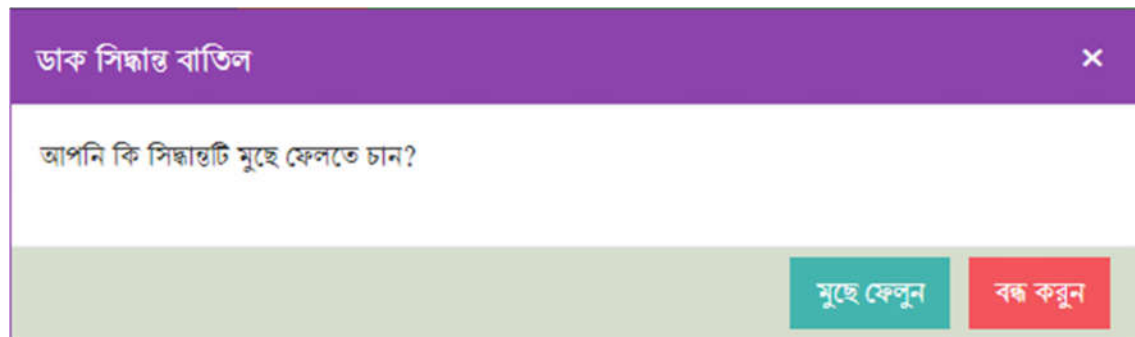 ডাক সিদ্ধান্ত বাতিল
আপনি কি সিদ্ধান্তটি মুছে ফেলতে চান?
মুছে ফেলুন বন্ধ করুন